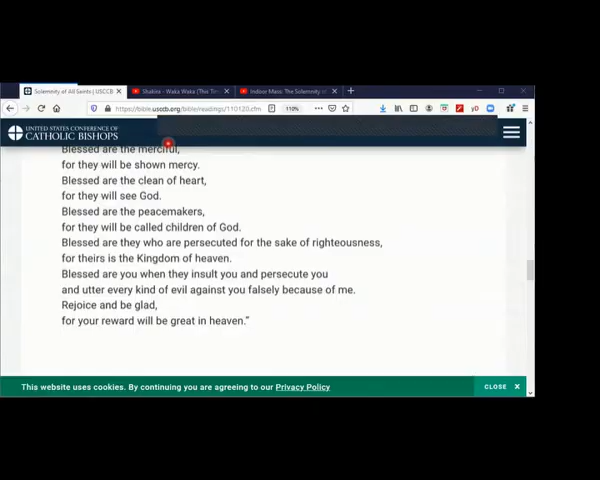 Solemnity of All Saints | USCCB
Shakira - Waka Waka (This Time
Indoor Mass: The Solemnity of
https://bible.usccb.org/bible/readings/110120.cfm
110%
UNITED STATES CONFERENCE OF
CATHOLIC BISHOPS
Blessed are the merciful,
for they will be shown mercy.
Blessed are the clean of heart,
for they will see God.
Blessed are the peacemakers,
for they will be called children of God.
Blessed are they who are persecuted for the sake of righteousness,
for theirs is the Kingdom of heaven.
Blessed are you when they insult you and persecute you
and utter every kind of evil against you falsely because of me.
Rejoice and be glad,
for your reward will be great in heaven."
This website uses cookies. By continuing you are agreeing to our Privacy Policy
CLOSE X